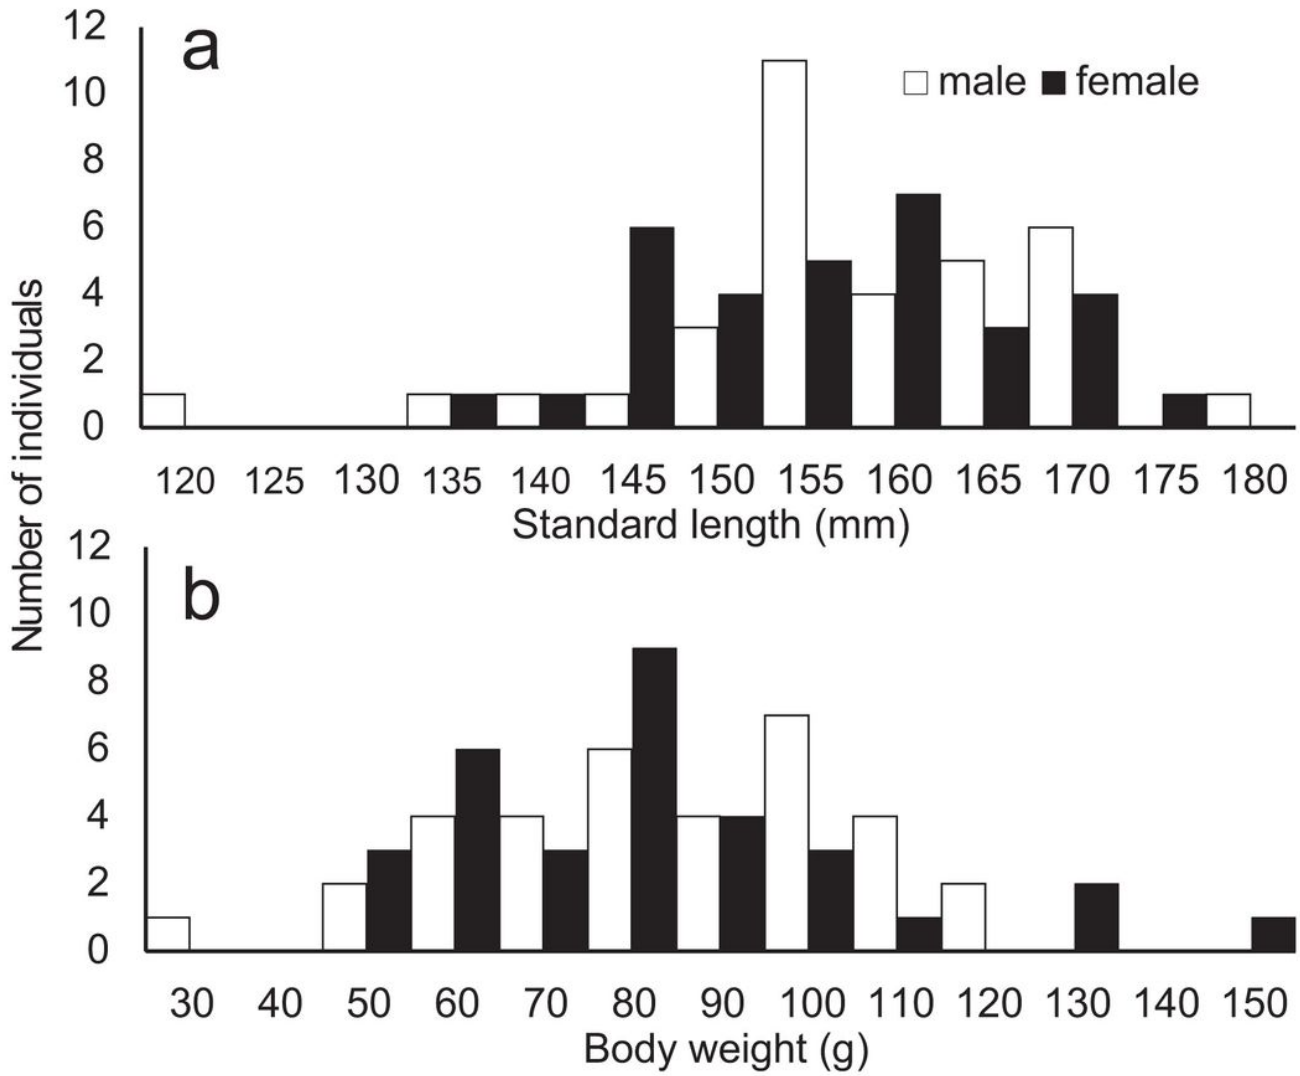 a
male female
12
10
8
6
4
2
0
120 125 130 135 140 145 150 155 160 165 170 175 180
Standard length (mm)
Number of individuals
b
12
10
8
6
4
2
0
30 40 50 60 70 80 90 100 110 120 130 140 150
Body weight (g)